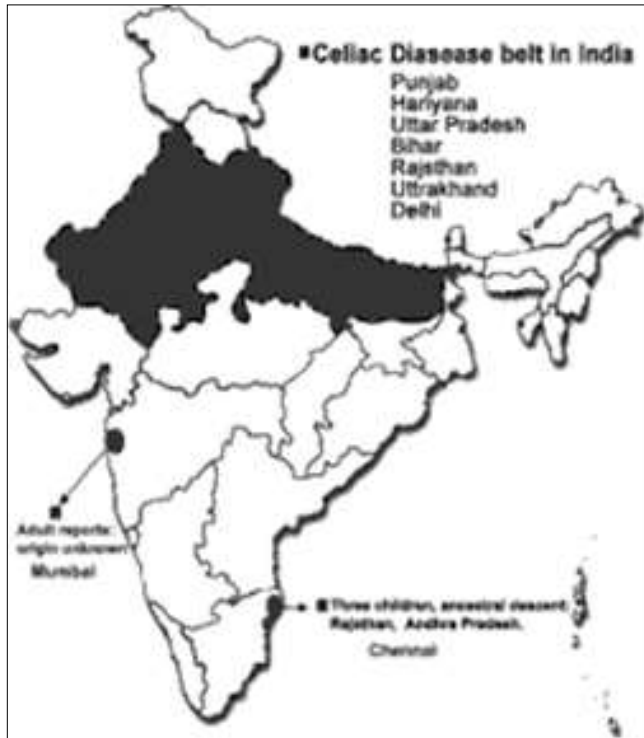 Celiac Diasease belt in India
Punjab
Hariyana
Uttar Pradesh
Bihar
Rajsthan
Uttrakhand
Delhi
Adult reports:
origin unknown
Mumbai
Three children, ancestral descent:
Rajsthan, Andhra Pradesh.
Chennai